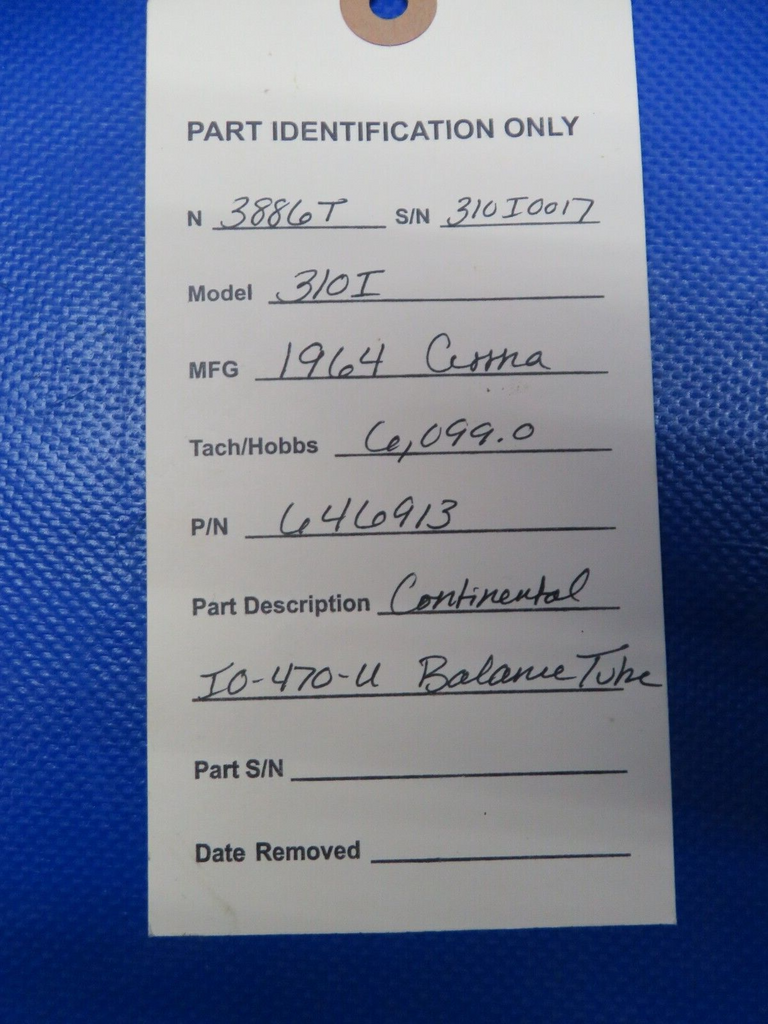 PART IDENTIFICATION ONLY
N 3886T S/N 310I0017
Model 310I
MFG 1964 Cessna
Tach/Hobbs 6,099.0
P/N 646913
Part Description Continental
IO-470-U Balance Tube
Part S/N
Date Removed